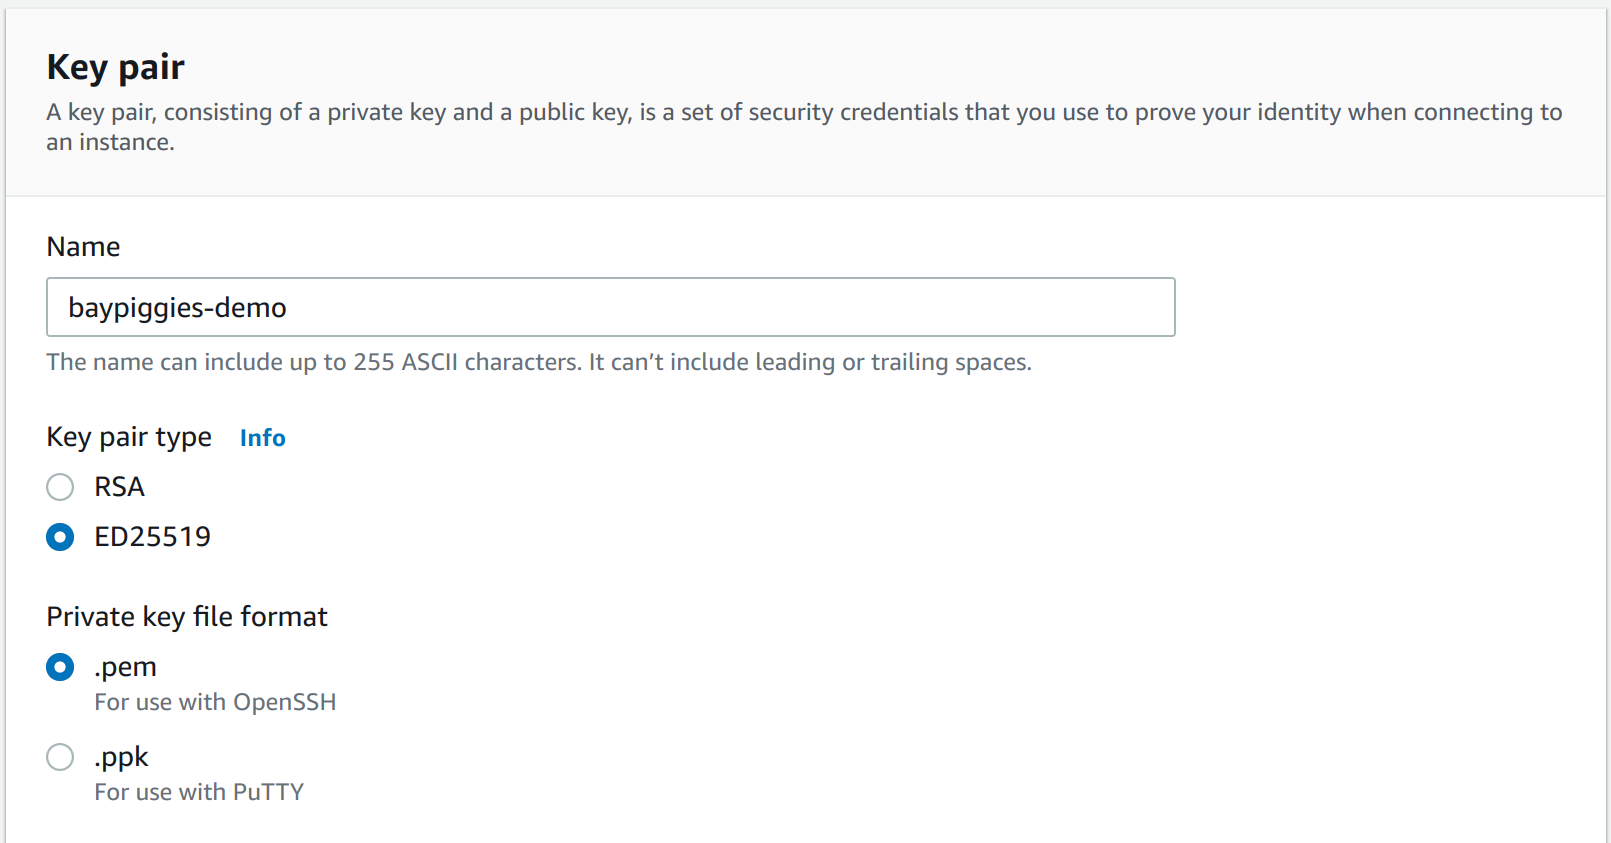 Key pair
A key pair, consisting of a private key and a public key, is a set of security credentials that you use to prove your identity when connecting to
an instance.
Name
baypiggies-demo
The name can include up to 255 ASCII characters. It can’t include leading or trailing spaces.
Key pair type Info
RSA
ED25519
Private key file format
.pem
For use with OpenSSH
.ppk
For use with PuTTY